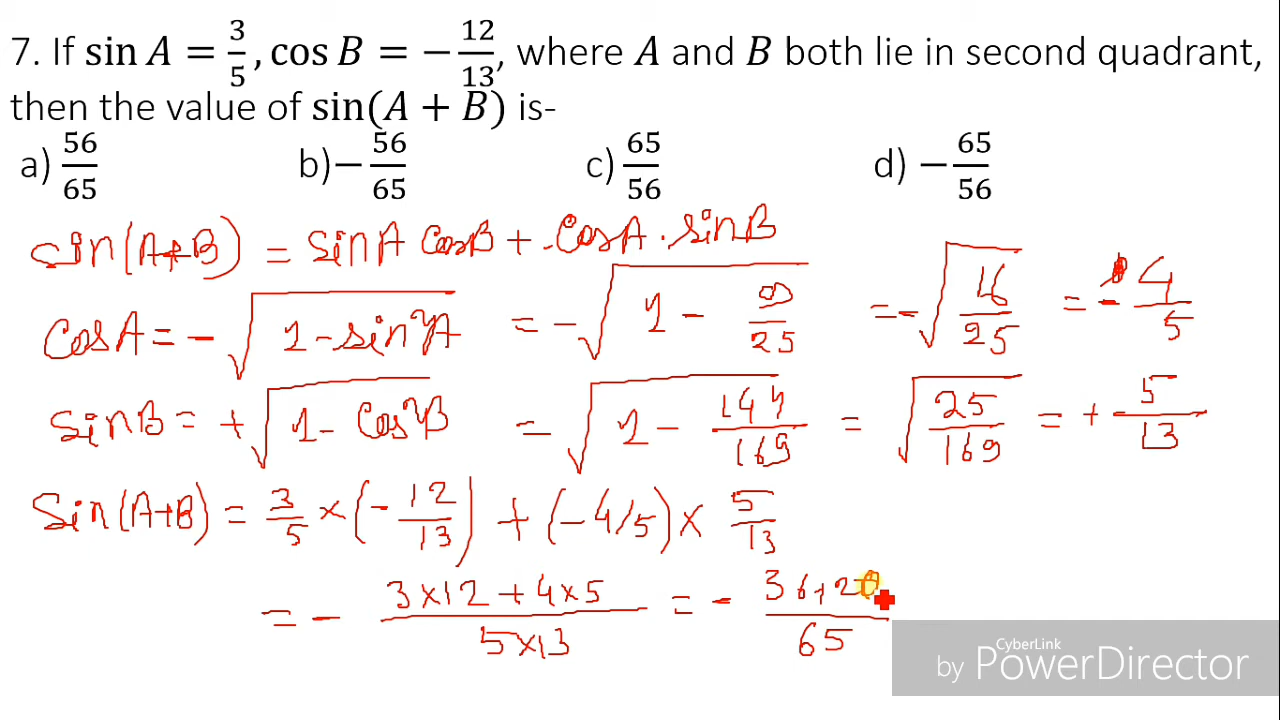 7. If sin A = 3/5, cos B = −12/13, where A and B both lie in second quadrant,
then the value of sin(A + B) is-
a) 56/65 b)−56/65 c) 65/56 d) −65/56
sin(A+B) = sinA cosB + cosA . sinB
cosA = − √(1−sin²A) = −√(1 − 9/25) = −√(16/25) = −4/5
sinB = +√(1−cos²B) = √(1 − 144/169) = √(25/169) = +5/13
Sin(A+B) = 3/5 × (−12/13) + (−4/5) × 5/13
= − (3×12 + 4×5)/(5×13) = − (36+20)/65
CyberLink
by PowerDirector